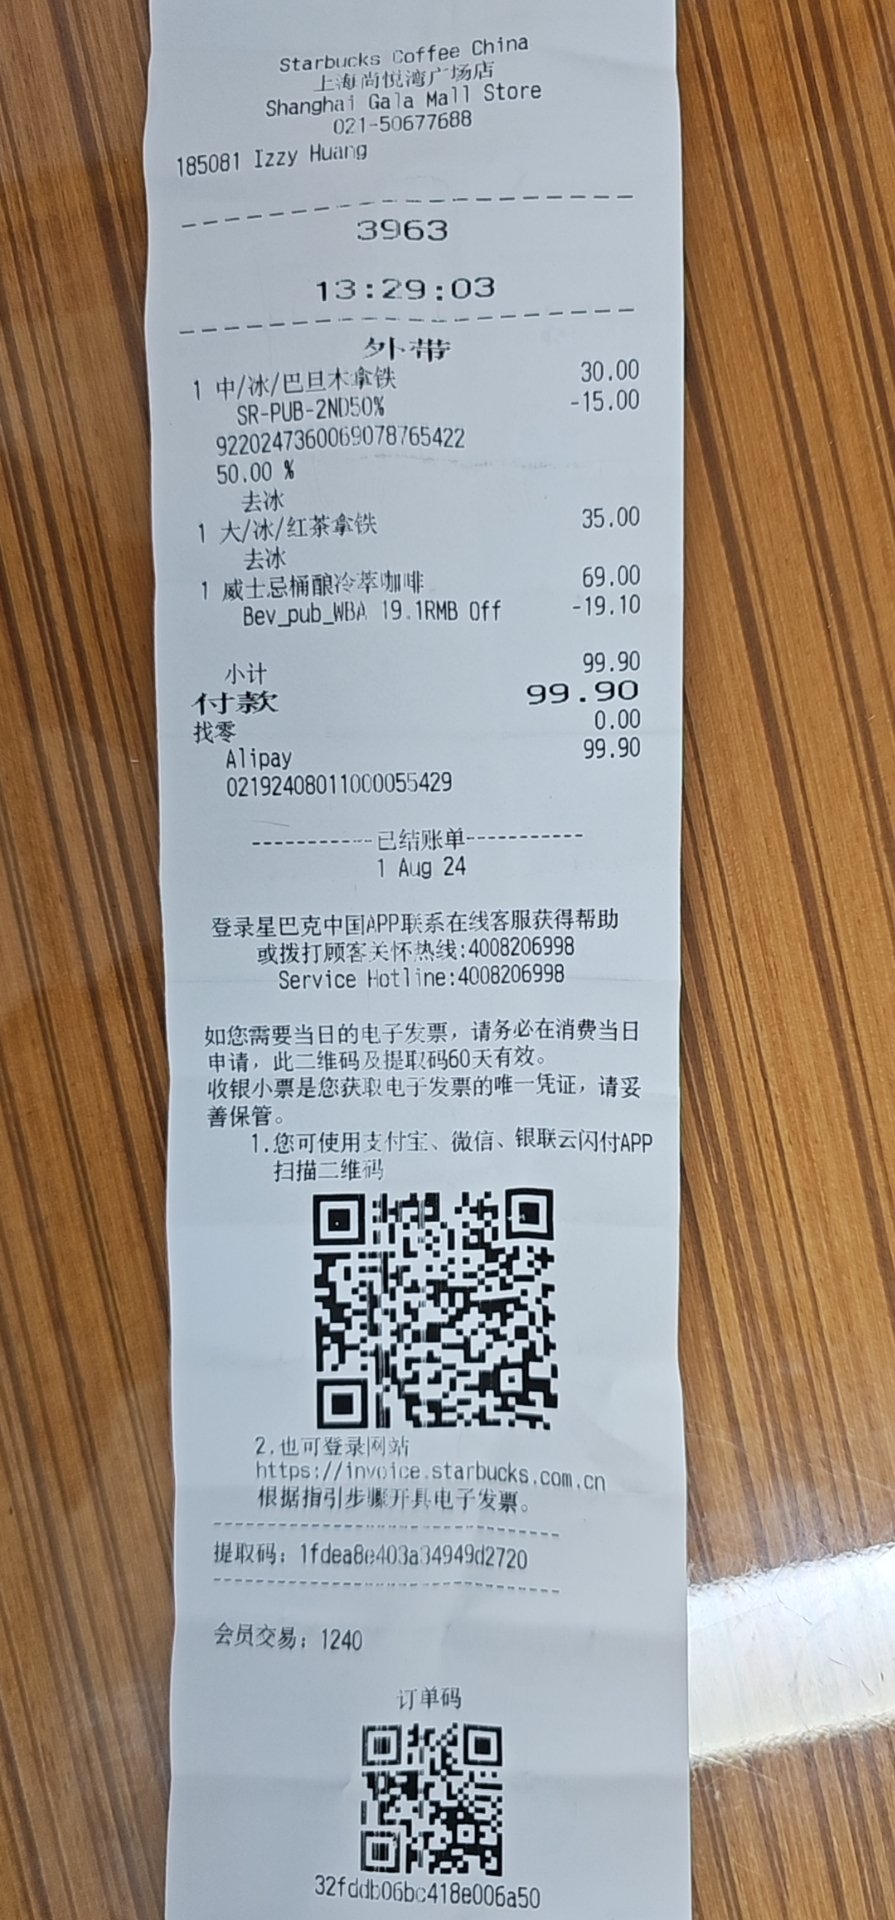 Starbucks Coffee China
上海尚悦湾广场店
Shanghai Gala Mall Store
021-50677688
185081 Izzy Huang
3963
13:29:03
外带
1 中/冰/巴旦木拿铁 30.00
SR-PUB-2ND50% -15.00
9220247360069078765422
50.00 %
去冰
1 大/冰/红茶拿铁 35.00
去冰
1 威士忌桶酿冷萃咖啡 69.00
Bev_pub_WBA 19.1RMB Off -19.10
小计 99.90
付款 99.90
找零 0.00
Alipay 99.90
02192408011000055429
-----------已结账单-----------
1 Aug 24
登录星巴克中国APP联系在线客服获得帮助
或拨打顾客关怀热线:4008206998
Service Hotline:4008206998
如您需要当日的电子发票，请务必在消费当日
申请，此二维码及提取码60天有效。
收银小票是您获取电子发票的唯一凭证，请妥
善保管。
1.您可使用支付宝、微信、银联云闪付APP
扫描二维码
2.也可登录网站
https://invoice.starbucks.com.cn
根据指引步骤开具电子发票。
提取码: 1fdea8e403a34949d2720
会员交易: 1240
订单码
32fddb06bc418e006a50